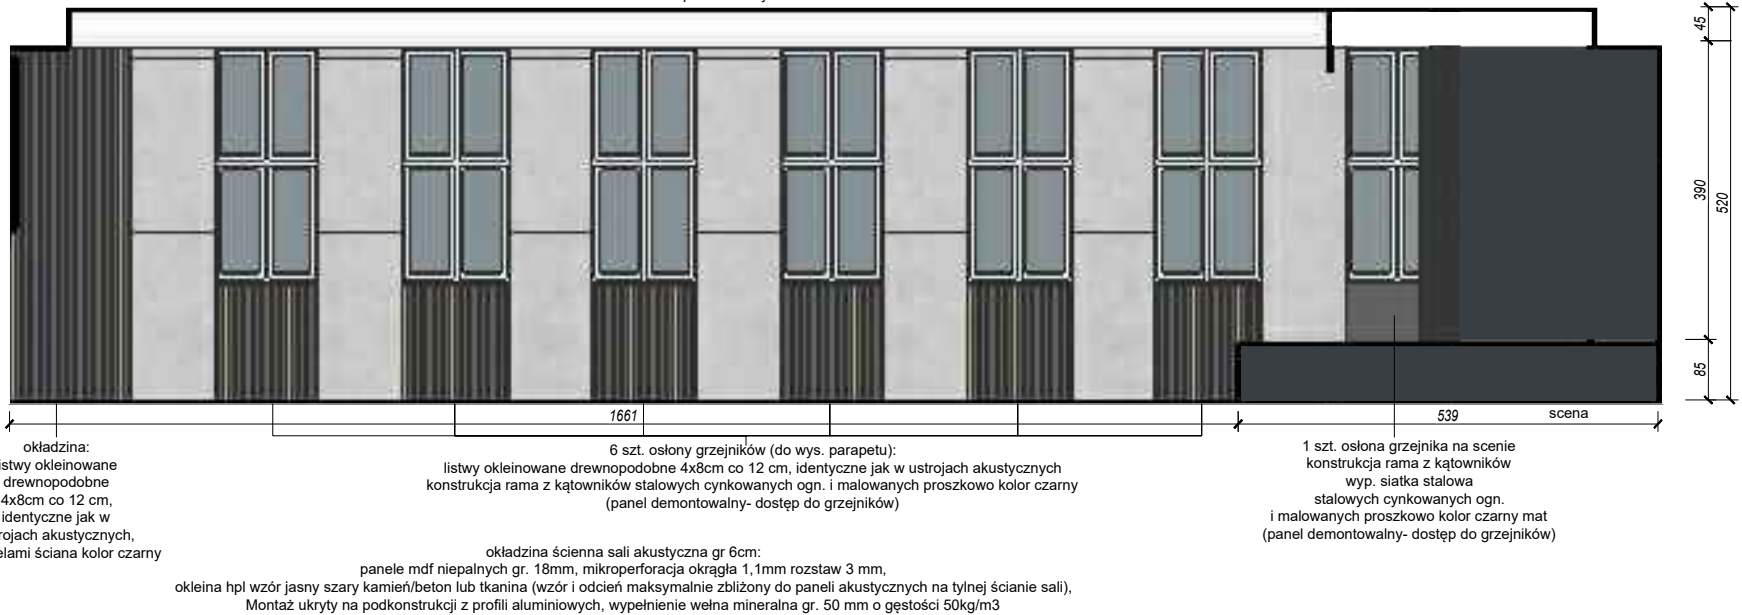 45
390
520
85
1661
539
scena
okładzina:
listwy okleinowane
drewnopodobne
4x8cm co 12 cm,
identyczne jak w
rojach akustycznych,
elami ściana kolor czarny
6 szt. osłony grzejników (do wys. parapetu):
listwy okleinowane drewnopodobne 4x8cm co 12 cm, identyczne jak w ustrojach akustycznych
konstrukcja rama z kątowników stalowych cynkowanych ogn. i malowanych proszkowo kolor czarny
(panel demontowalny- dostęp do grzejników)
1 szt. osłona grzejnika na scenie
konstrukcja rama z kątowników
wyp. siatka stalowa
stalowych cynkowanych ogn.
i malowanych proszkowo kolor czarny mat
(panel demontowalny- dostęp do grzejników)
okładzina ścienna sali akustyczna gr 6cm:
panele mdf niepalnych gr. 18mm, mikroperforacja okrągła 1,1mm rozstaw 3 mm,
okleina hpl wzór jasny szary kamień/beton lub tkanina (wzór i odcień maksymalnie zbliżony do paneli akustycznych na tylnej ścianie sali),
Montaż ukryty na podkonstrukcji z profili aluminiowych, wypełnienie wełna mineralna gr. 50 mm o gęstości 50kg/m3